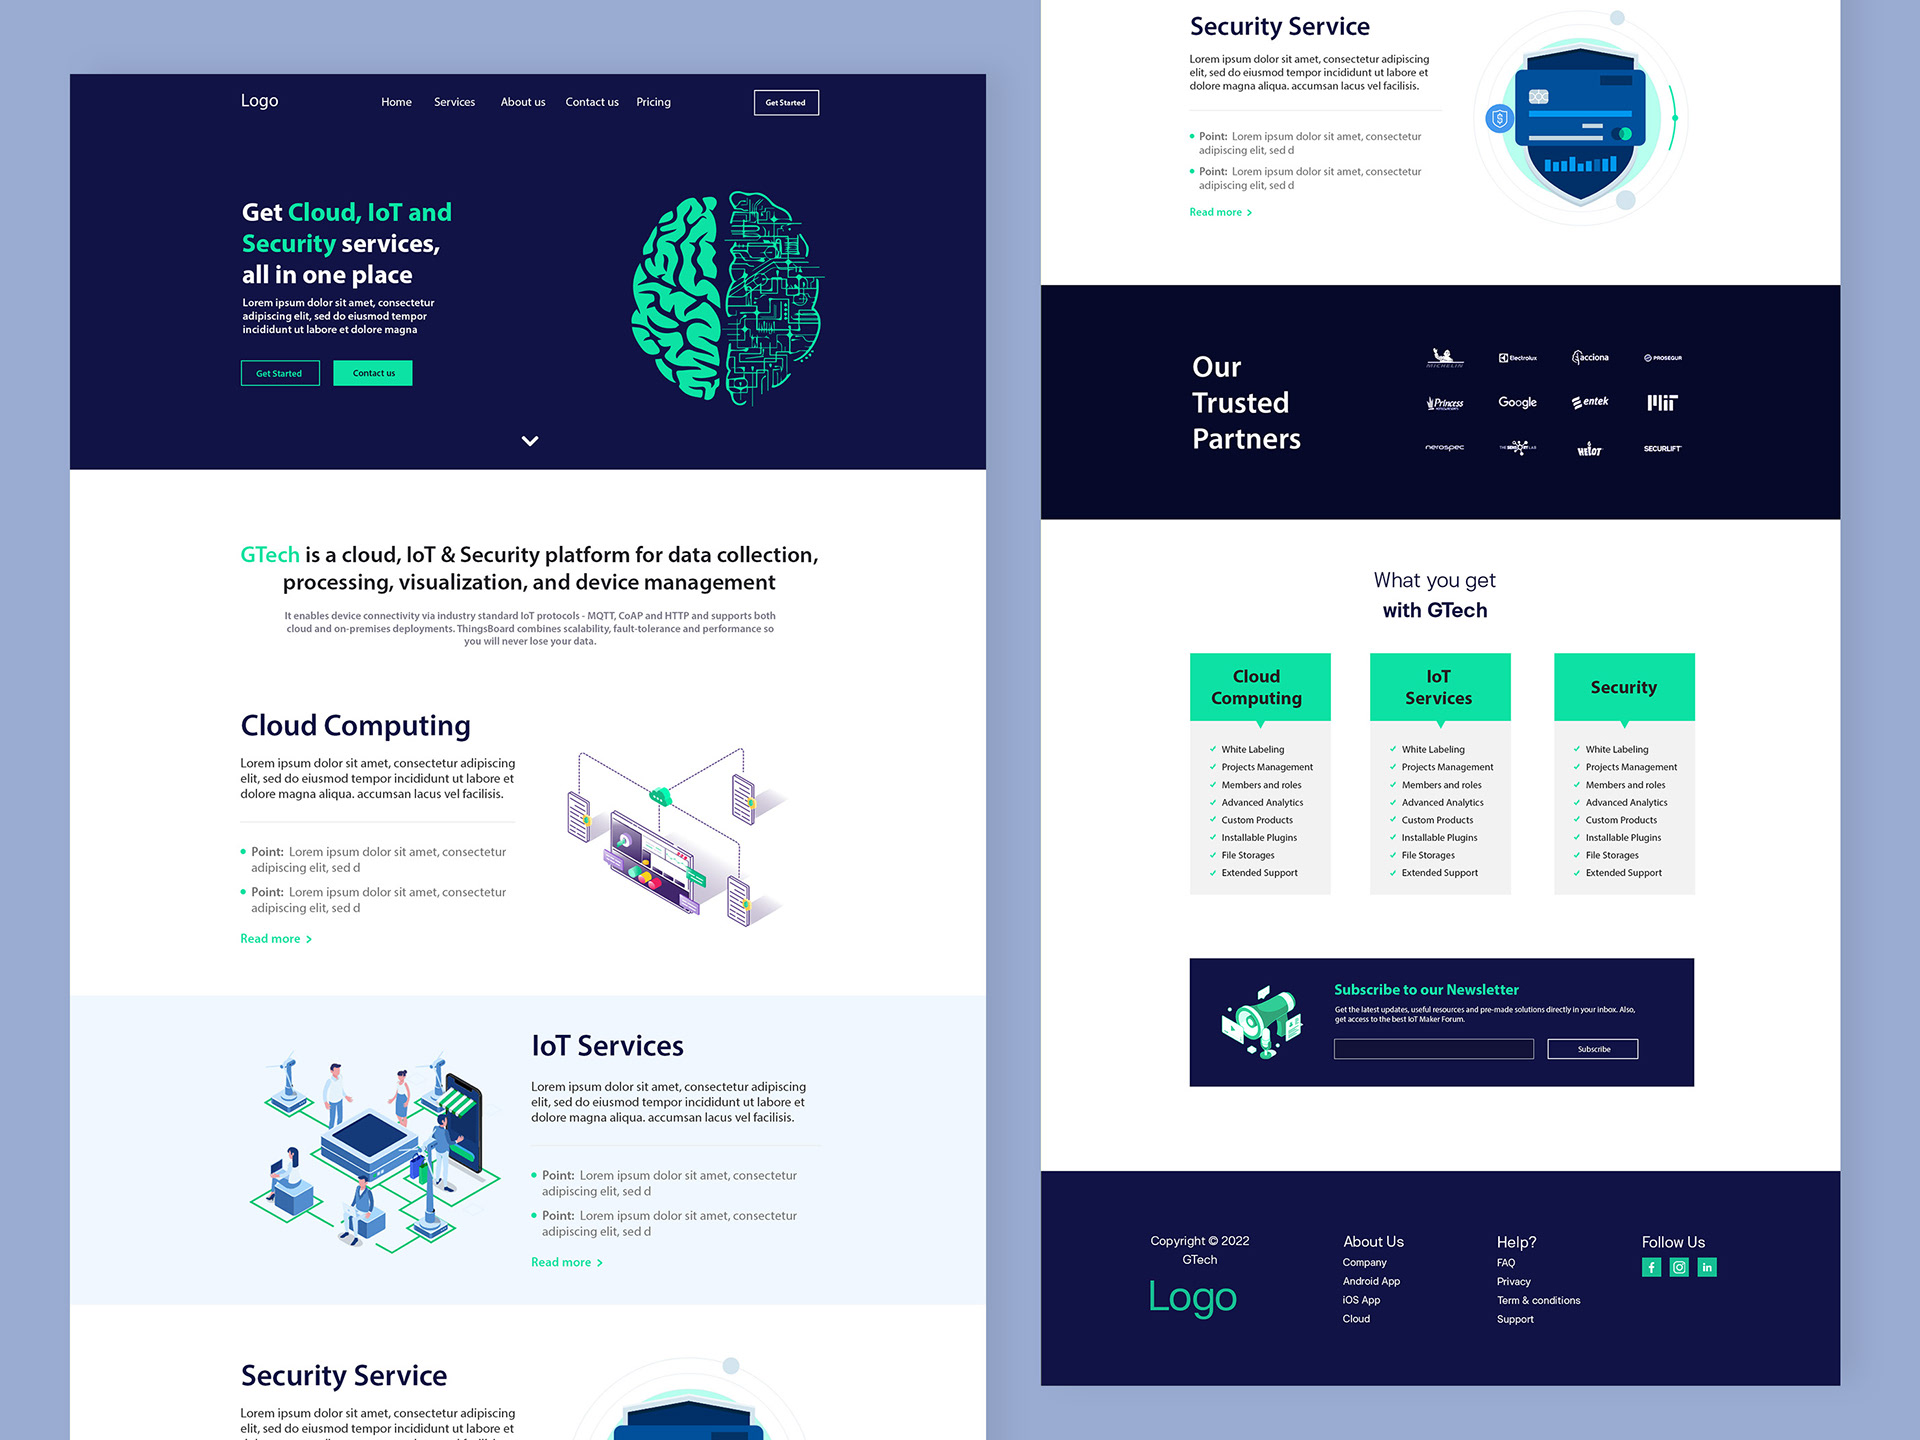 Logo
Home Services About us Contact us Pricing
Get Started
Get Cloud, IoT and
Security services,
all in one place
Lorem ipsum dolor sit amet, consectetur
adipiscing elit, sed do eiusmod tempor
incididunt ut labore et dolore magna
Get Started
Contact us
GTech is a cloud, IoT & Security platform for data collection,
processing, visualization, and device management
It enables device connectivity via industry standard IoT protocols - MQTT, CoAP and HTTP and supports both
cloud and on-premises deployments. ThingsBoard combines scalability, fault-tolerance and performance so
you will never lose your data.
Cloud Computing
Lorem ipsum dolor sit amet, consectetur adipiscing
elit, sed do eiusmod tempor incididunt ut labore et
dolore magna aliqua. accumsan lacus vel facilisis.
Point: Lorem ipsum dolor sit amet, consectetur
adipiscing elit, sed d
Point: Lorem ipsum dolor sit amet, consectetur
adipiscing elit, sed d
Read more >
IoT Services
Lorem ipsum dolor sit amet, consectetur adipiscing
elit, sed do eiusmod tempor incididunt ut labore et
dolore magna aliqua. accumsan lacus vel facilisis.
Point: Lorem ipsum dolor sit amet, consectetur
adipiscing elit, sed d
Point: Lorem ipsum dolor sit amet, consectetur
adipiscing elit, sed d
Read more >
Security Service
Lorem ipsum dolor sit amet, consectetur adipiscing
elit, sed do eiusmod tempor incididunt ut labore et
Security Service
Lorem ipsum dolor sit amet, consectetur adipiscing
elit, sed do eiusmod tempor incididunt ut labore et
dolore magna aliqua. accumsan lacus vel facilisis.
Point: Lorem ipsum dolor sit amet, consectetur
adipiscing elit, sed d
Point: Lorem ipsum dolor sit amet, consectetur
adipiscing elit, sed d
Read more >
Our
Trusted
Partners
MICHELIN Electrolux acciona PROSEGUR
Princess Google entek MIT
nerospec THE SENSORY LAB HELOT SECURLIFT
What you get
with GTech
Cloud
Computing
White Labeling
Projects Management
Members and roles
Advanced Analytics
Custom Products
Installable Plugins
File Storages
Extended Support
IoT
Services
White Labeling
Projects Management
Members and roles
Advanced Analytics
Custom Products
Installable Plugins
File Storages
Extended Support
Security
White Labeling
Projects Management
Members and roles
Advanced Analytics
Custom Products
Installable Plugins
File Storages
Extended Support
Subscribe to our Newsletter
Get the latest updates, useful resources and pre-made solutions directly in your inbox. Also,
get access to the best IoT Maker Forum.
Subscribe
Copyright © 2022
GTech
Logo
About Us
Company
Android App
iOS App
Cloud
Help?
FAQ
Privacy
Term & conditions
Support
Follow Us